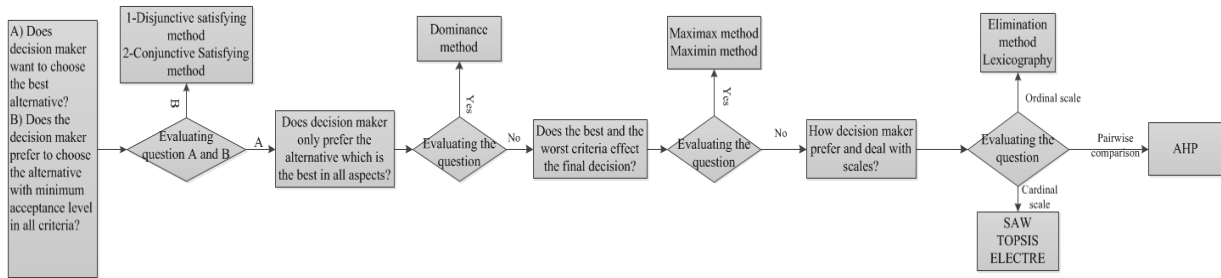 A) Does
decision maker
want to choose
the best
alternative?
B) Does the
decision maker
prefer to choose
the alternative
with minimum
acceptance level
in all criteria?
1-Disjunctive satisfying
method
2-Conjunctive Satisfying
method
B
Evaluating
question A and B
A
Does decision maker
only prefer the
alternative which is
the best in all aspects?
Dominance
method
Yes
Evaluating the
question
No
Does the best and the
worst criteria effect
the final decision?
Maximax method
Maximin method
Yes
Evaluating the
question
No
How decision maker
prefer and deal with
scales?
Elimination
method
Lexicography
Ordinal scale
Evaluating the
question
Pairwise
comparison
AHP
Cardinal
scale
SAW
TOPSIS
ELECTRE